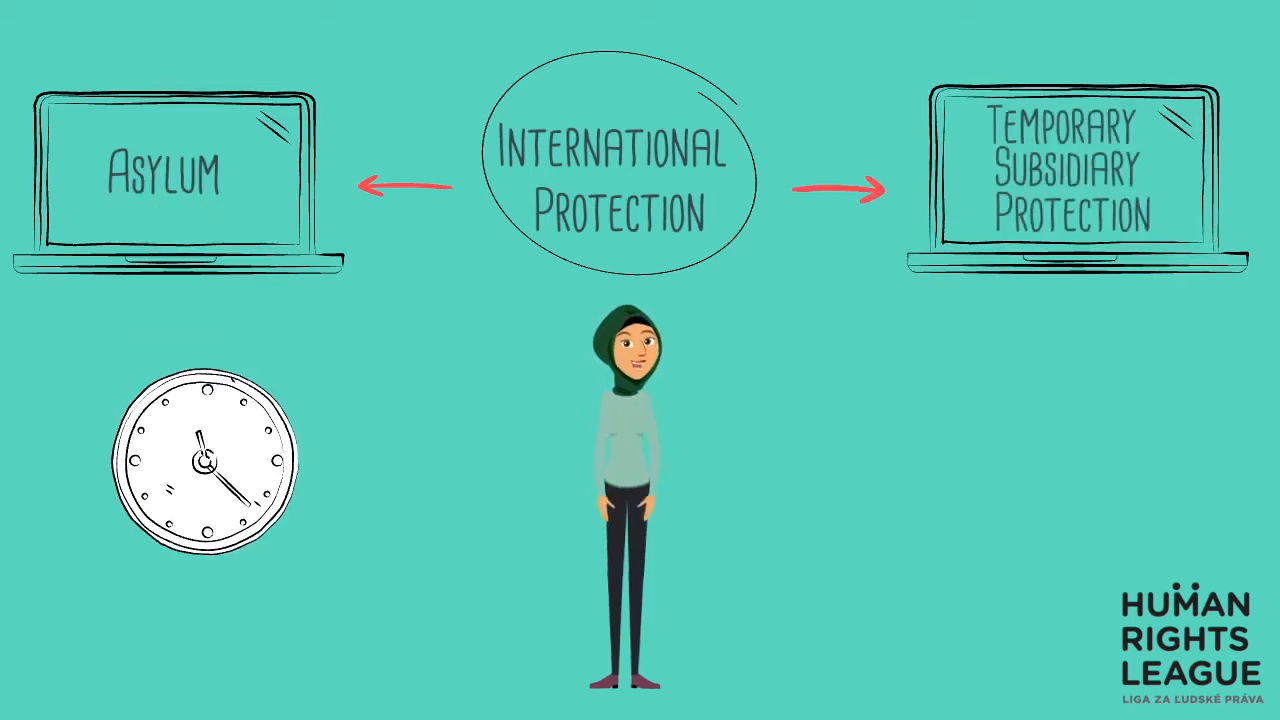 Asylum
International
Protection
Temporary
Subsidiary
Protection
HUMAN
RIGHTS
LEAGUE
LIGA ZA ĽUDSKÉ PRÁVA